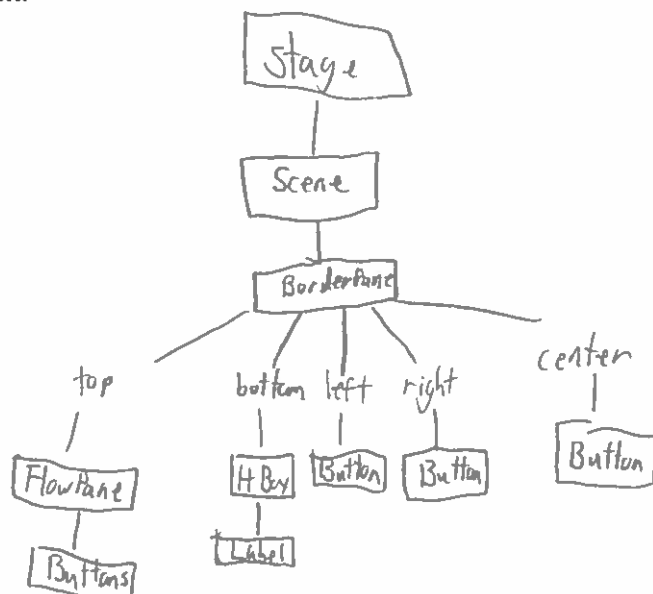 Stage
Scene
BorderPane
top
bottom left right
center
FlowPane
HBox
Button
Button
Button
Buttons
Label